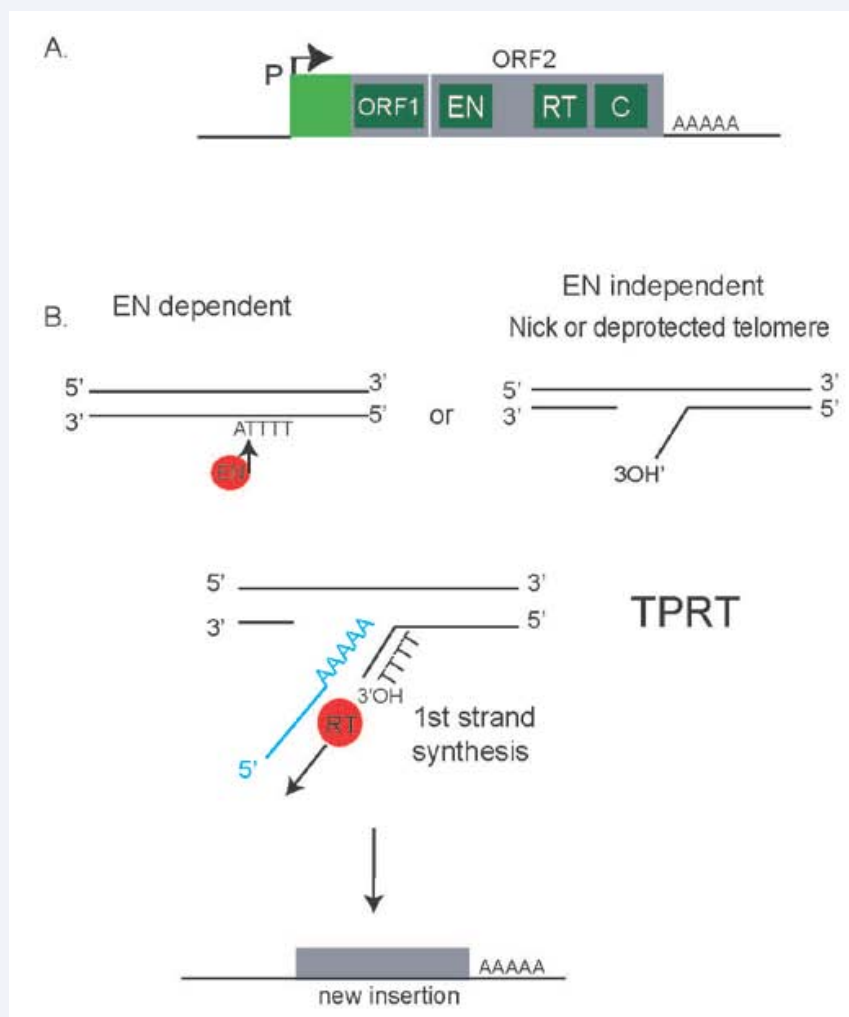 A.
P
ORF2
ORF1 EN RT C
AAAAA
B.
EN dependent
EN independent
Nick or deprotected telomere
5’ 3’
3’ 5’
ATTTT
EN
or
5’ 3’
3’ 5’
3OH’
5’ 3’
3’ 5’
AAAAA
TTTT
3’OH
RT
5’
1st strand
synthesis
TPRT
AAAAA
new insertion